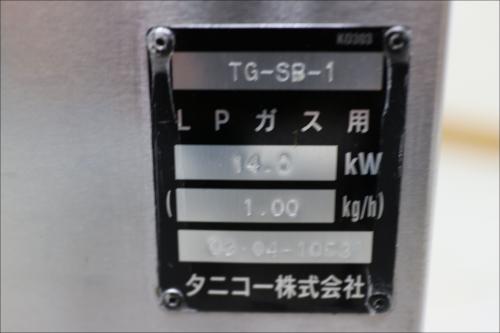 KD303
TG-SB-1
LPガス用
14.0 kW
( 1.00 kg/h)
タニコー株式会社